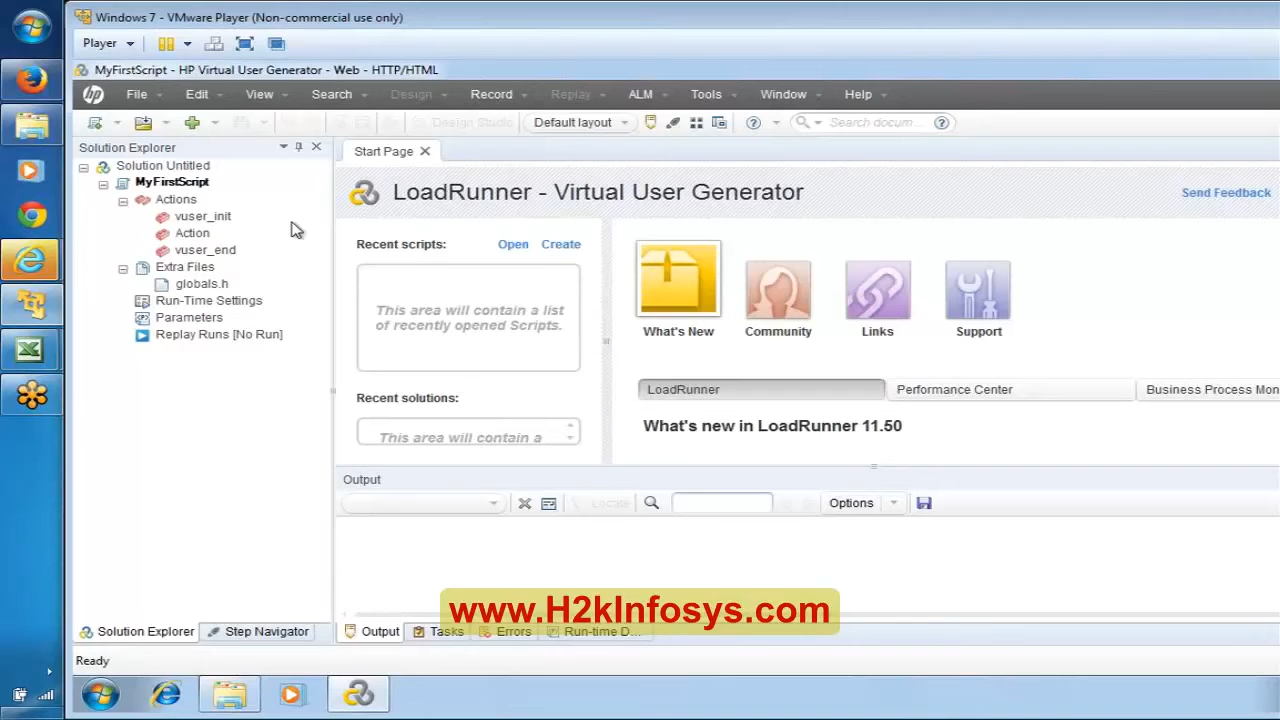 Windows 7 - VMware Player (Non-commercial use only)
Player
MyFirstScript - HP Virtual User Generator - Web - HTTP/HTML
hp File Edit View Search Design Record Replay ALM Tools Window Help
Design Studio Default layout Search docum...
Solution Explorer
Start Page
Solution Untitled
MyFirstScript
Actions
vuser_init
Action
vuser_end
Extra Files
globals.h
Run-Time Settings
Parameters
Replay Runs [No Run]
LoadRunner - Virtual User Generator
Send Feedback
Recent scripts: Open Create
This area will contain a list
of recently opened Scripts.
What's New Community Links Support
Recent solutions:
This area will contain a
LoadRunner Performance Center Business Process Mon
What's new in LoadRunner 11.50
Output
Locate Options
www.H2kInfosys.com
Solution Explorer Step Navigator Output Tasks Errors Run-time D...
Ready